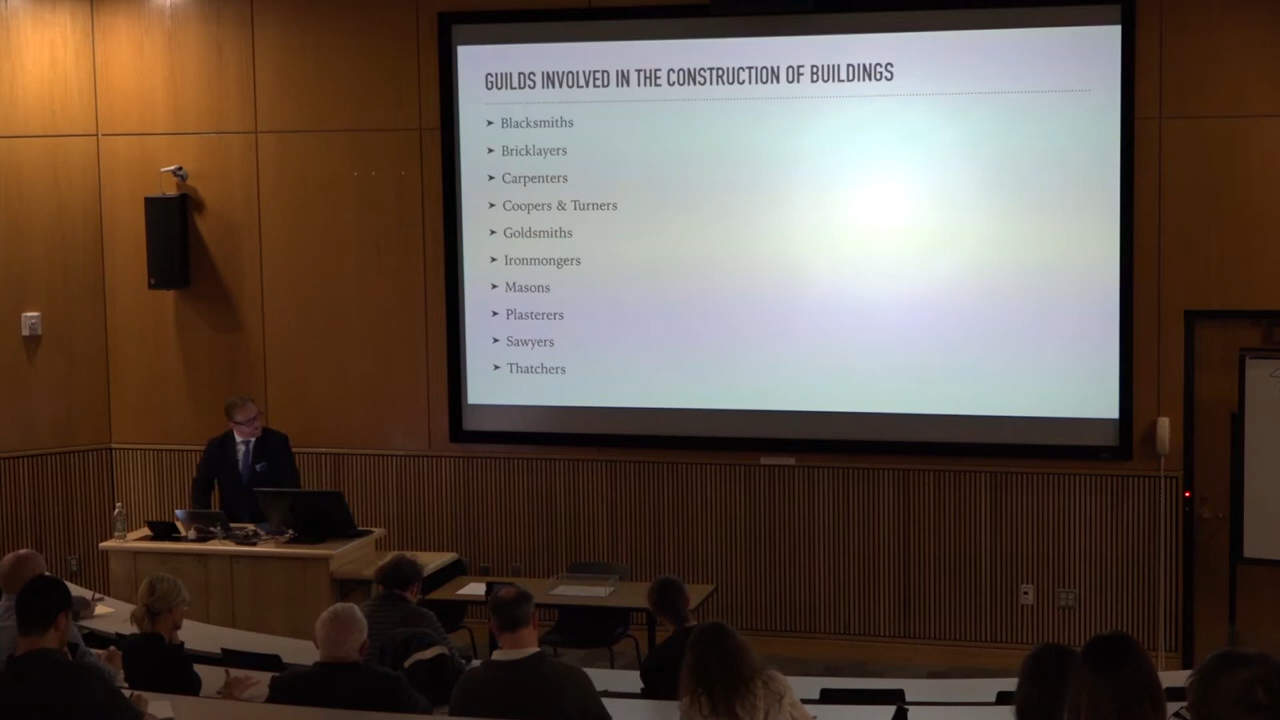 GUILDS INVOLVED IN THE CONSTRUCTION OF BUILDINGS
➤ Blacksmiths
➤ Bricklayers
➤ Carpenters
➤ Coopers & Turners
➤ Goldsmiths
➤ Ironmongers
➤ Masons
➤ Plasterers
➤ Sawyers
➤ Thatchers